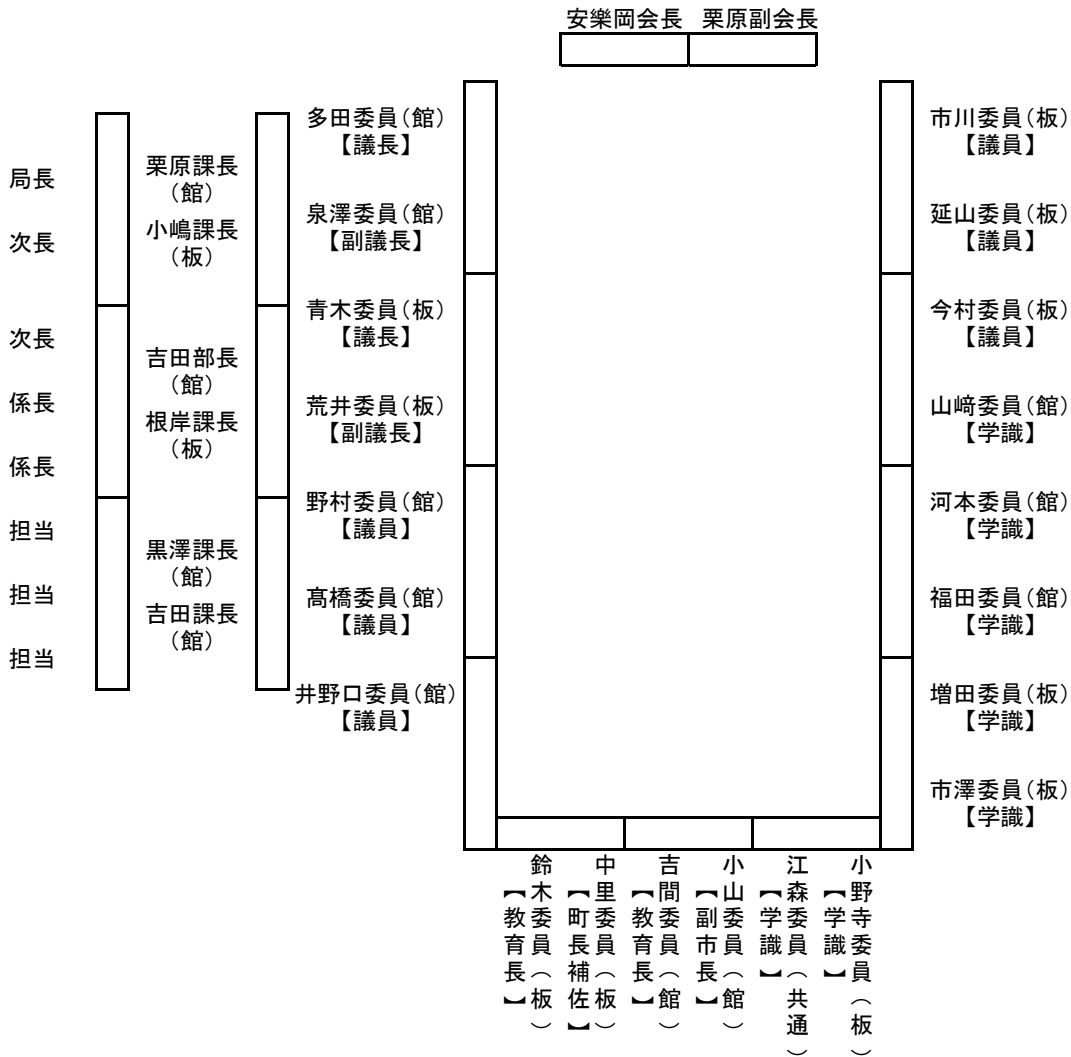 安樂岡会長　栗原副会長
局長
次長
次長
係長
係長
担当
担当
担当
栗原課長
（館）
小嶋課長
（板）
吉田部長
（館）
根岸課長
（板）
黒澤課長
（館）
吉田課長
（館）
多田委員（館）
【議長】
泉澤委員（館）
【副議長】
青木委員（板）
【議長】
荒井委員（板）
【副議長】
野村委員（館）
【議員】
髙橋委員（館）
【議員】
井野口委員（館）
【議員】
市川委員（板）
【議員】
延山委員（板）
【議員】
今村委員（板）
【議員】
山﨑委員（館）
【学識】
河本委員（館）
【学識】
福田委員（館）
【学識】
増田委員（板）
【学識】
市澤委員（板）
【学識】
鈴木委員（板）
【教育長】
中里委員（板）
【町長補佐】
吉間委員（館）
【教育長】
小山委員（館）
【副市長】
江森委員（共通）
【学識】
小野寺委員（板）
【学識】